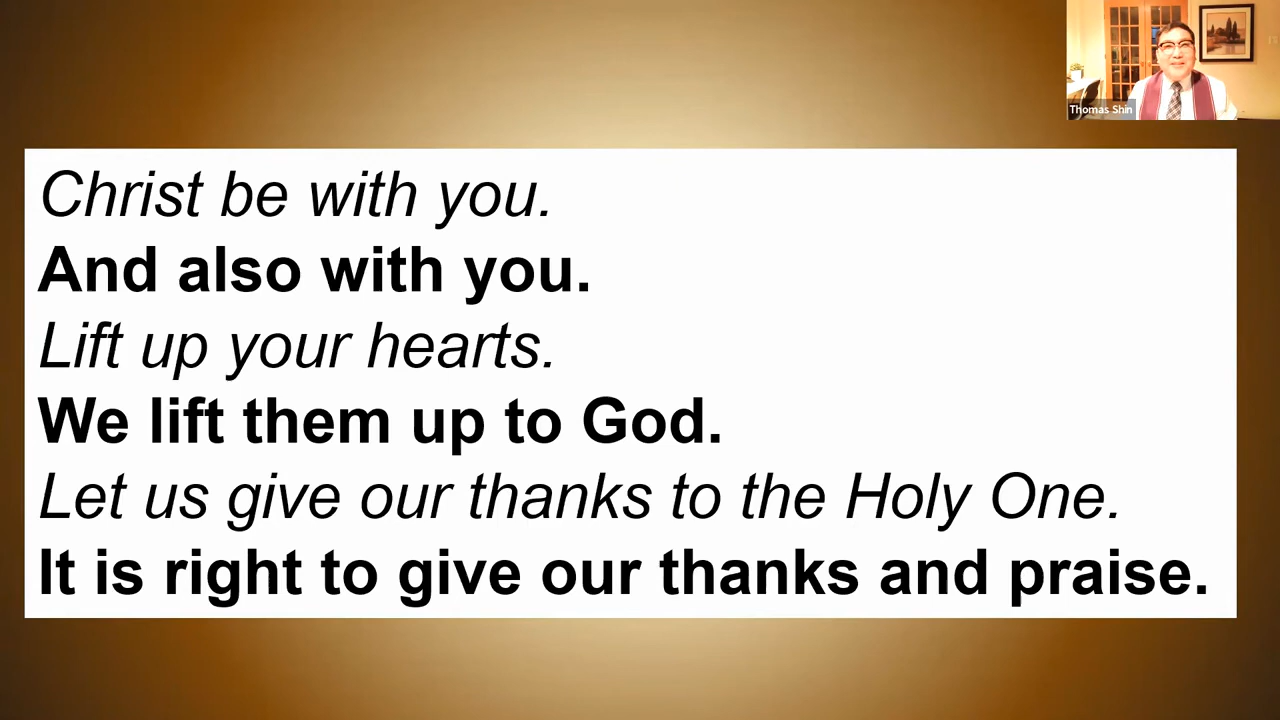 Thomas Shin
Christ be with you.
And also with you.
Lift up your hearts.
We lift them up to God.
Let us give our thanks to the Holy One.
It is right to give our thanks and praise.